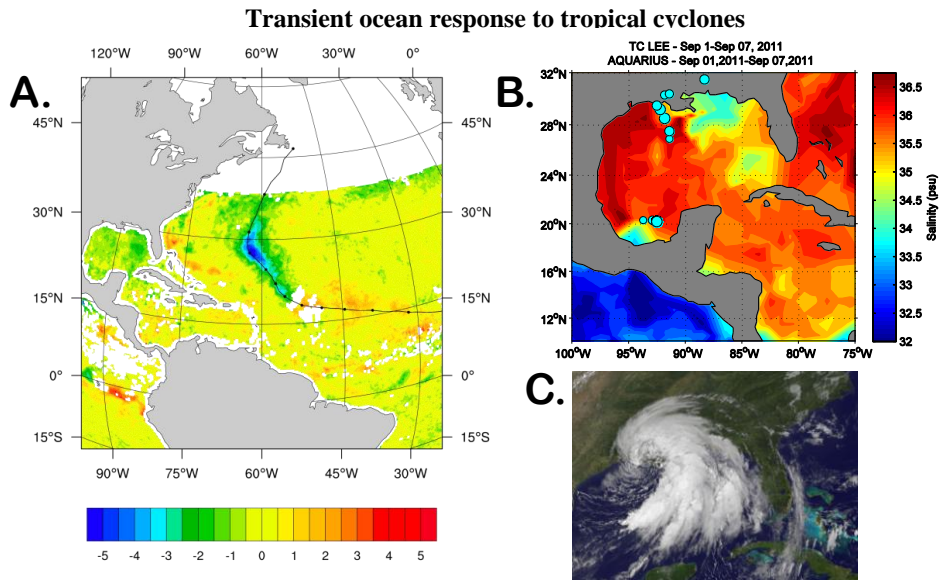 Transient ocean response to tropical cyclones
A.
120°W 90°W 75°W 60°W 45°W 30°W 0°
45°N 45°N
30°N 30°N
15°N 15°N
0° 0°
15°S 15°S
90°W 75°W 60°W 45°W 30°W
-5 -4 -3 -2 -1 0 1 2 3 4 5
B.
TC LEE - Sep 1-Sep 07, 2011
AQUARIUS - Sep 01,2011-Sep 07,2011
32°N
28°N
24°N
20°N
16°N
12°N
100°W 95°W 90°W 85°W 80°W 75°W
36.5
36
35.5
35
34.5
34
33.5
33
32.5
32
Salinity (psu)
C.